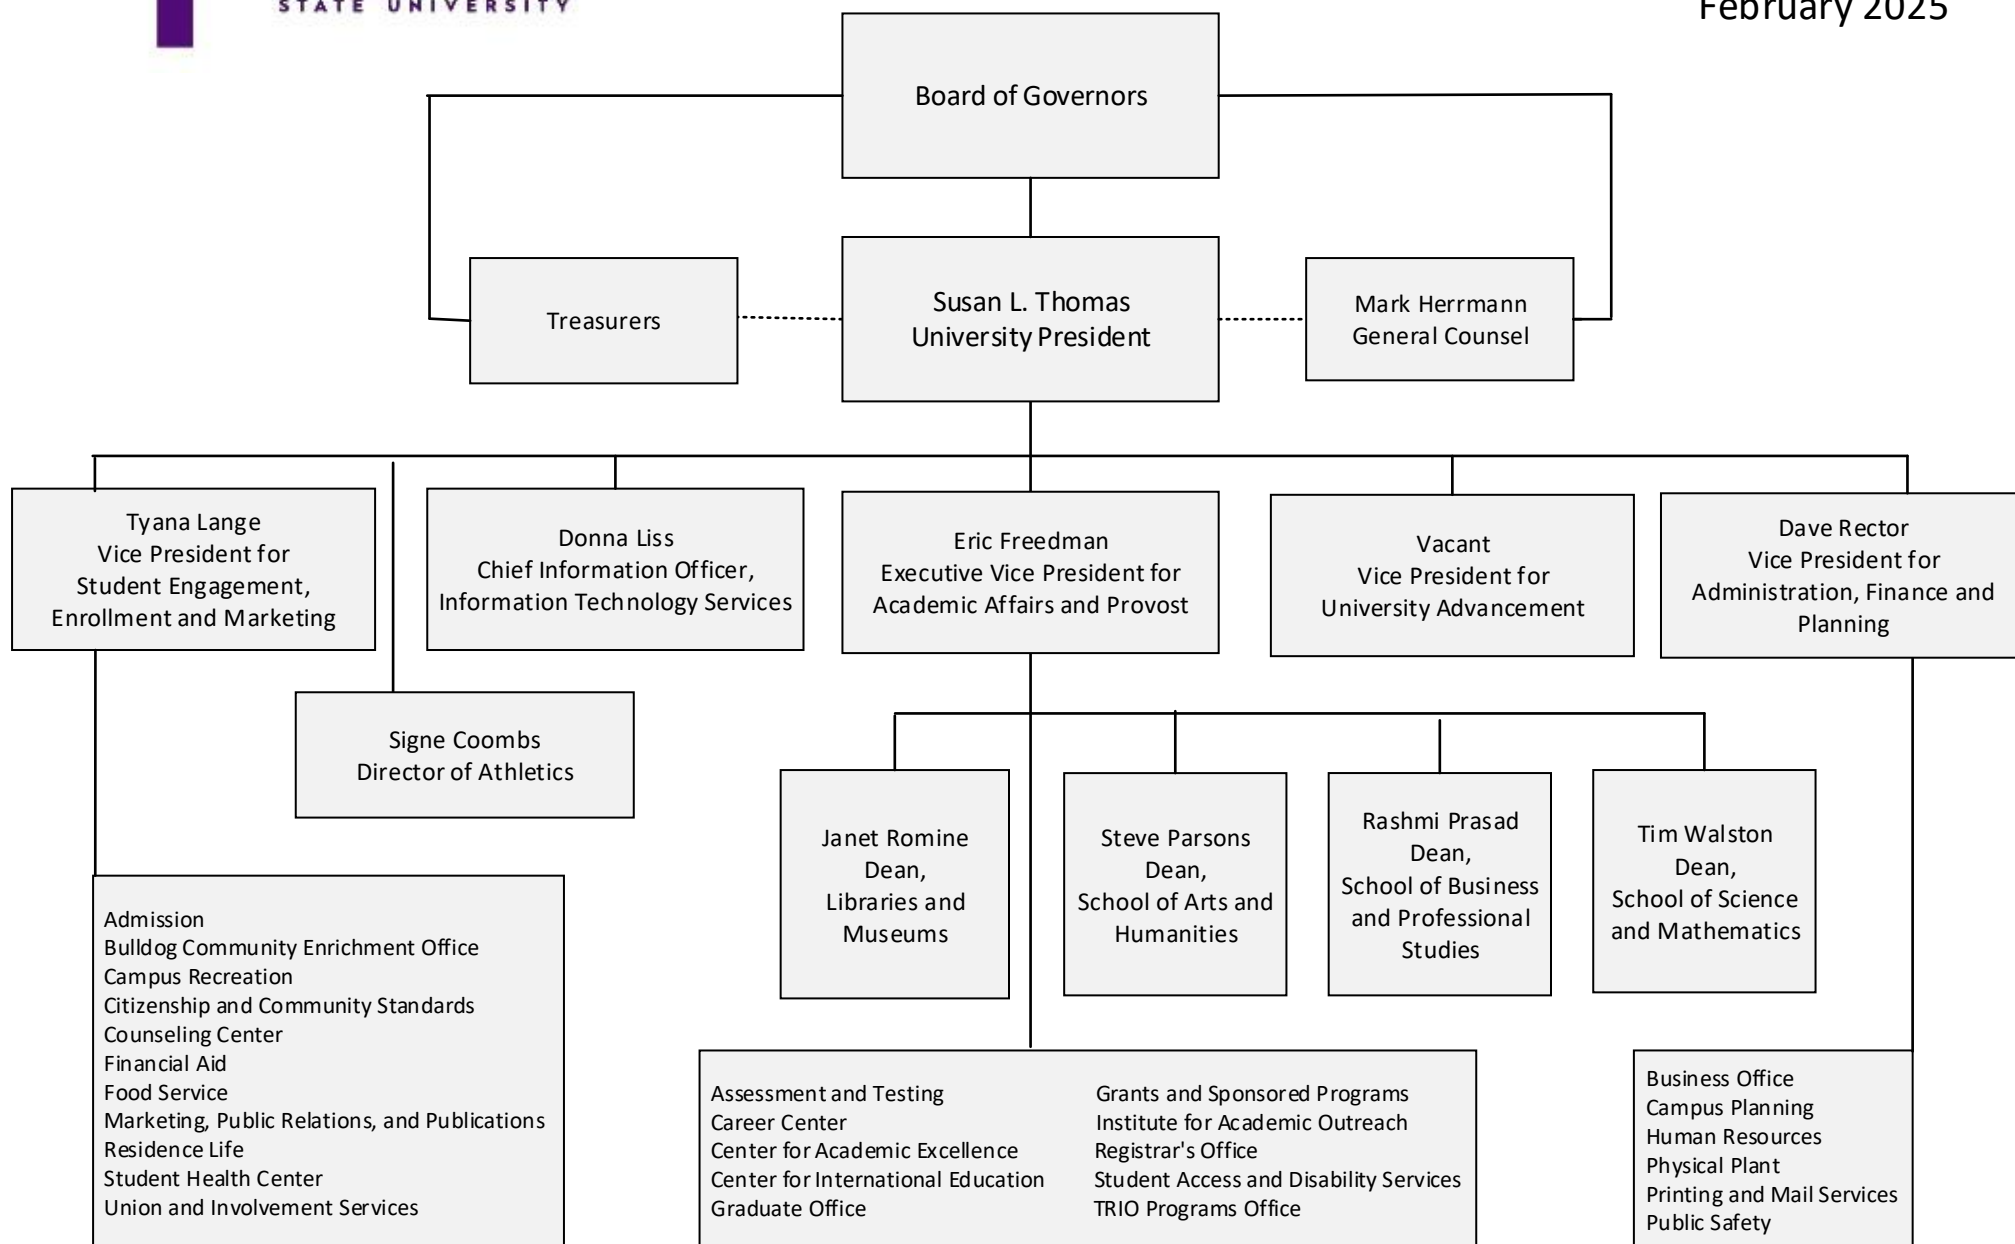 STATE UNIVERSITY
February 2025
Board of Governors
Treasurers
Susan L. Thomas
University President
Mark Herrmann
General Counsel
Tyana Lange
Vice President for
Student Engagement,
Enrollment and Marketing
Donna Liss
Chief Information Officer,
Information Technology Services
Eric Freedman
Executive Vice President for
Academic Affairs and Provost
Vacant
Vice President for
University Advancement
Dave Rector
Vice President for
Administration, Finance and
Planning
Signe Coombs
Director of Athletics
Janet Romine
Dean,
Libraries and
Museums
Steve Parsons
Dean,
School of Arts and
Humanities
Rashmi Prasad
Dean,
School of Business
and Professional
Studies
Tim Walston
Dean,
School of Science
and Mathematics
Admission
Bulldog Community Enrichment Office
Campus Recreation
Citizenship and Community Standards
Counseling Center
Financial Aid
Food Service
Marketing, Public Relations, and Publications
Residence Life
Student Health Center
Union and Involvement Services
Assessment and Testing
Career Center
Center for Academic Excellence
Center for International Education
Graduate Office
Grants and Sponsored Programs
Institute for Academic Outreach
Registrar's Office
Student Access and Disability Services
TRIO Programs Office
Business Office
Campus Planning
Human Resources
Physical Plant
Printing and Mail Services
Public Safety